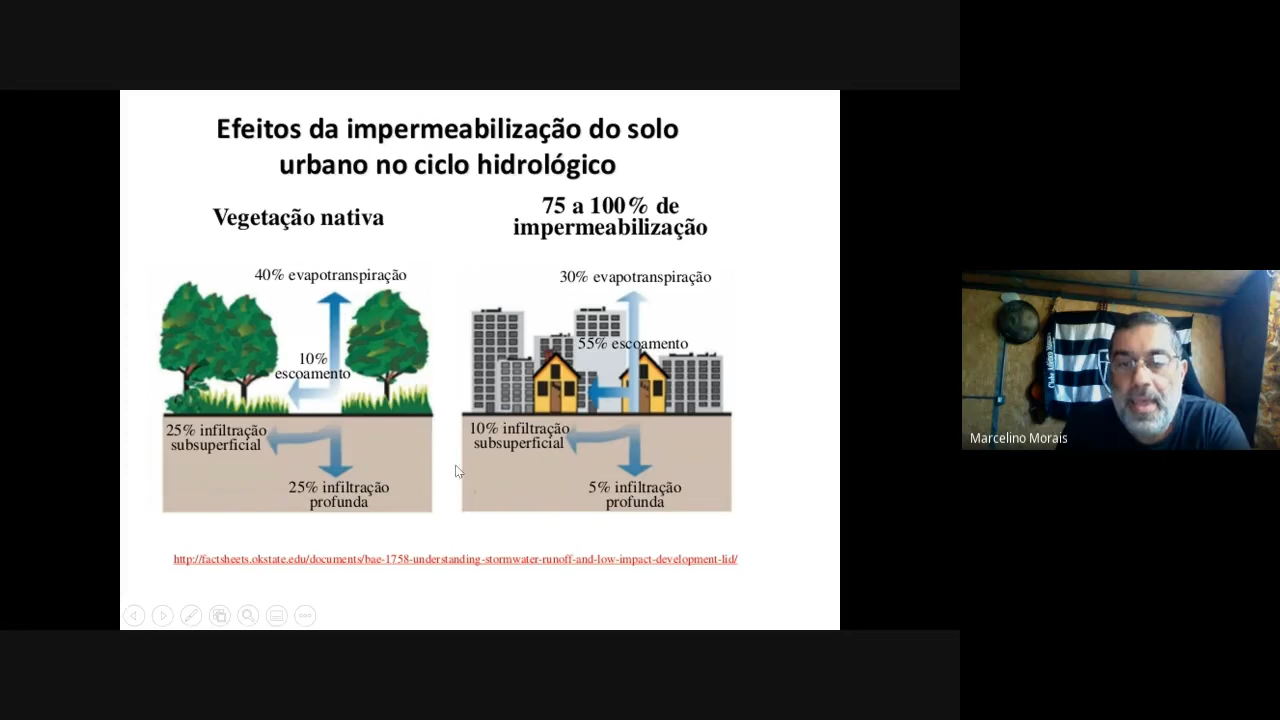 Efeitos da impermeabilização do solo
urbano no ciclo hidrológico
Vegetação nativa
75 a 100% de
impermeabilização
40% evapotranspiração
10%
escoamento
25% infiltração
subsuperficial
25% infiltração
profunda
30% evapotranspiração
55% escoamento
10% infiltração
subsuperficial
5% infiltração
profunda
http://factsheets.okstate.edu/documents/bae-1758-understanding-stormwater-runoff-and-low-impact-development-lid/
Marcelino Morais